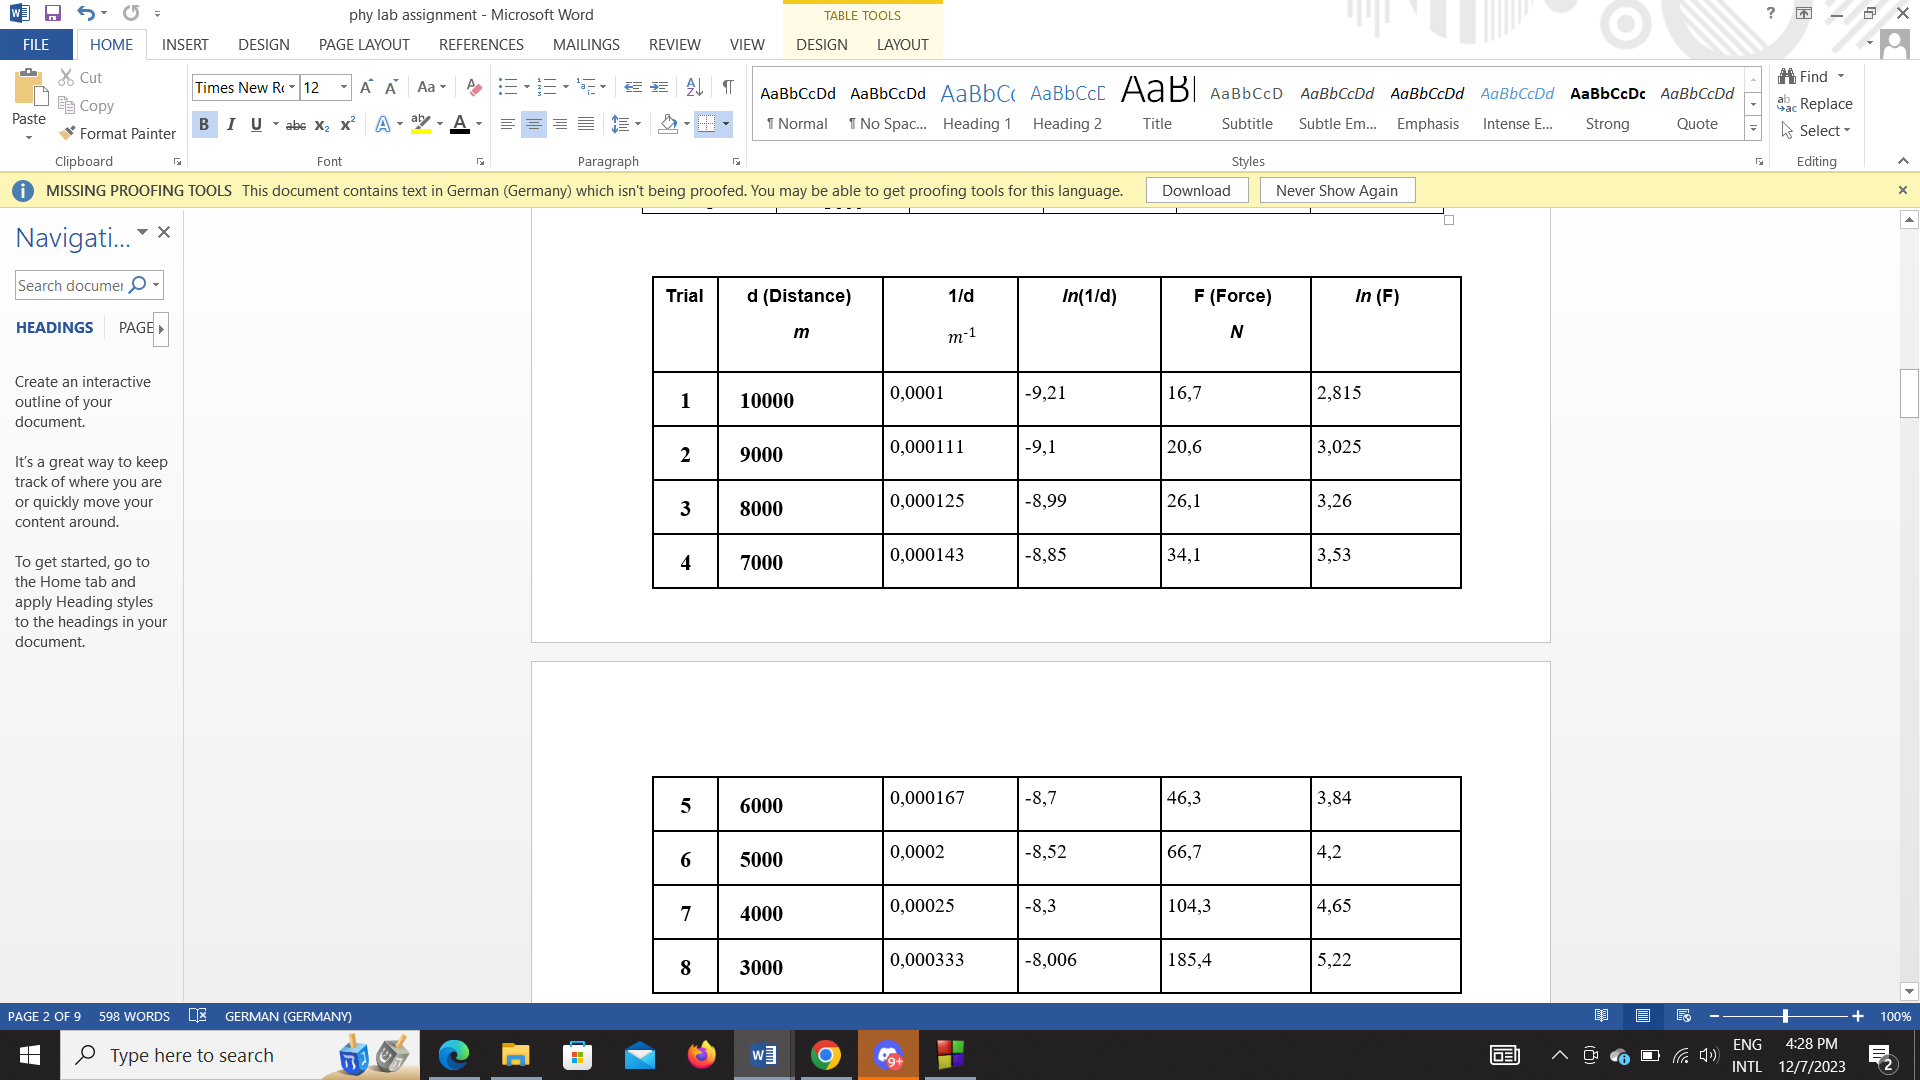 phy lab assignment - Microsoft Word
TABLE TOOLS
FILE HOME INSERT DESIGN PAGE LAYOUT REFERENCES MAILINGS REVIEW VIEW DESIGN LAYOUT
Paste
Cut
Copy
Format Painter
Clipboard
Times New Rc 12
Font
Paragraph
AaBbCcDd AaBbCcDd AaBbCc AaBbCcD AaBl AaBbCcD AaBbCcDd AaBbCcDd AaBbCcDd AaBbCcDc AaBbCcDd
¶ Normal ¶ No Spac... Heading 1 Heading 2 Title Subtitle Subtle Em... Emphasis Intense E... Strong Quote
Styles
Find
Replace
Select
Editing
MISSING PROOFING TOOLS This document contains text in German (Germany) which isn't being proofed. You may be able to get proofing tools for this language. Download Never Show Again
Navigati...
Search documen
HEADINGS PAGE
Create an interactive
outline of your
document.
It's a great way to keep
track of where you are
or quickly move your
content around.
To get started, go to
the Home tab and
apply Heading styles
to the headings in your
document.
Trial d (Distance) 1/d ln(1/d) F (Force) ln (F)
m m-1 N
1 10000 0,0001 -9,21 16,7 2,815
2 9000 0,000111 -9,1 20,6 3,025
3 8000 0,000125 -8,99 26,1 3,26
4 7000 0,000143 -8,85 34,1 3,53
5 6000 0,000167 -8,7 46,3 3,84
6 5000 0,0002 -8,52 66,7 4,2
7 4000 0,00025 -8,3 104,3 4,65
8 3000 0,000333 -8,006 185,4 5,22
PAGE 2 OF 9 598 WORDS GERMAN (GERMANY) 100%
Type here to search
9+
ENG
INTL
4:28 PM
12/7/2023
2